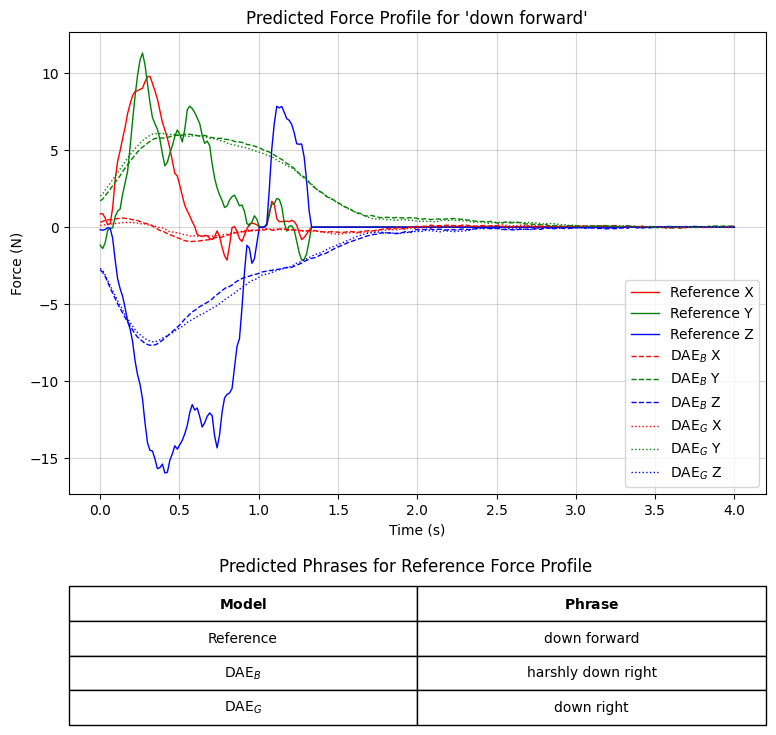 Predicted Force Profile for 'down forward'
Force (N)
10
5
0
−5
−10
−15
0.0 0.5 1.0 1.5 2.0 2.5 3.0 3.5 4.0
Time (s)
Reference X
Reference Y
Reference Z
DAE_B X
DAE_B Y
DAE_B Z
DAE_G X
DAE_G Y
DAE_G Z
Predicted Phrases for Reference Force Profile
Model Phrase
Reference down forward
DAE_B harshly down right
DAE_G down right